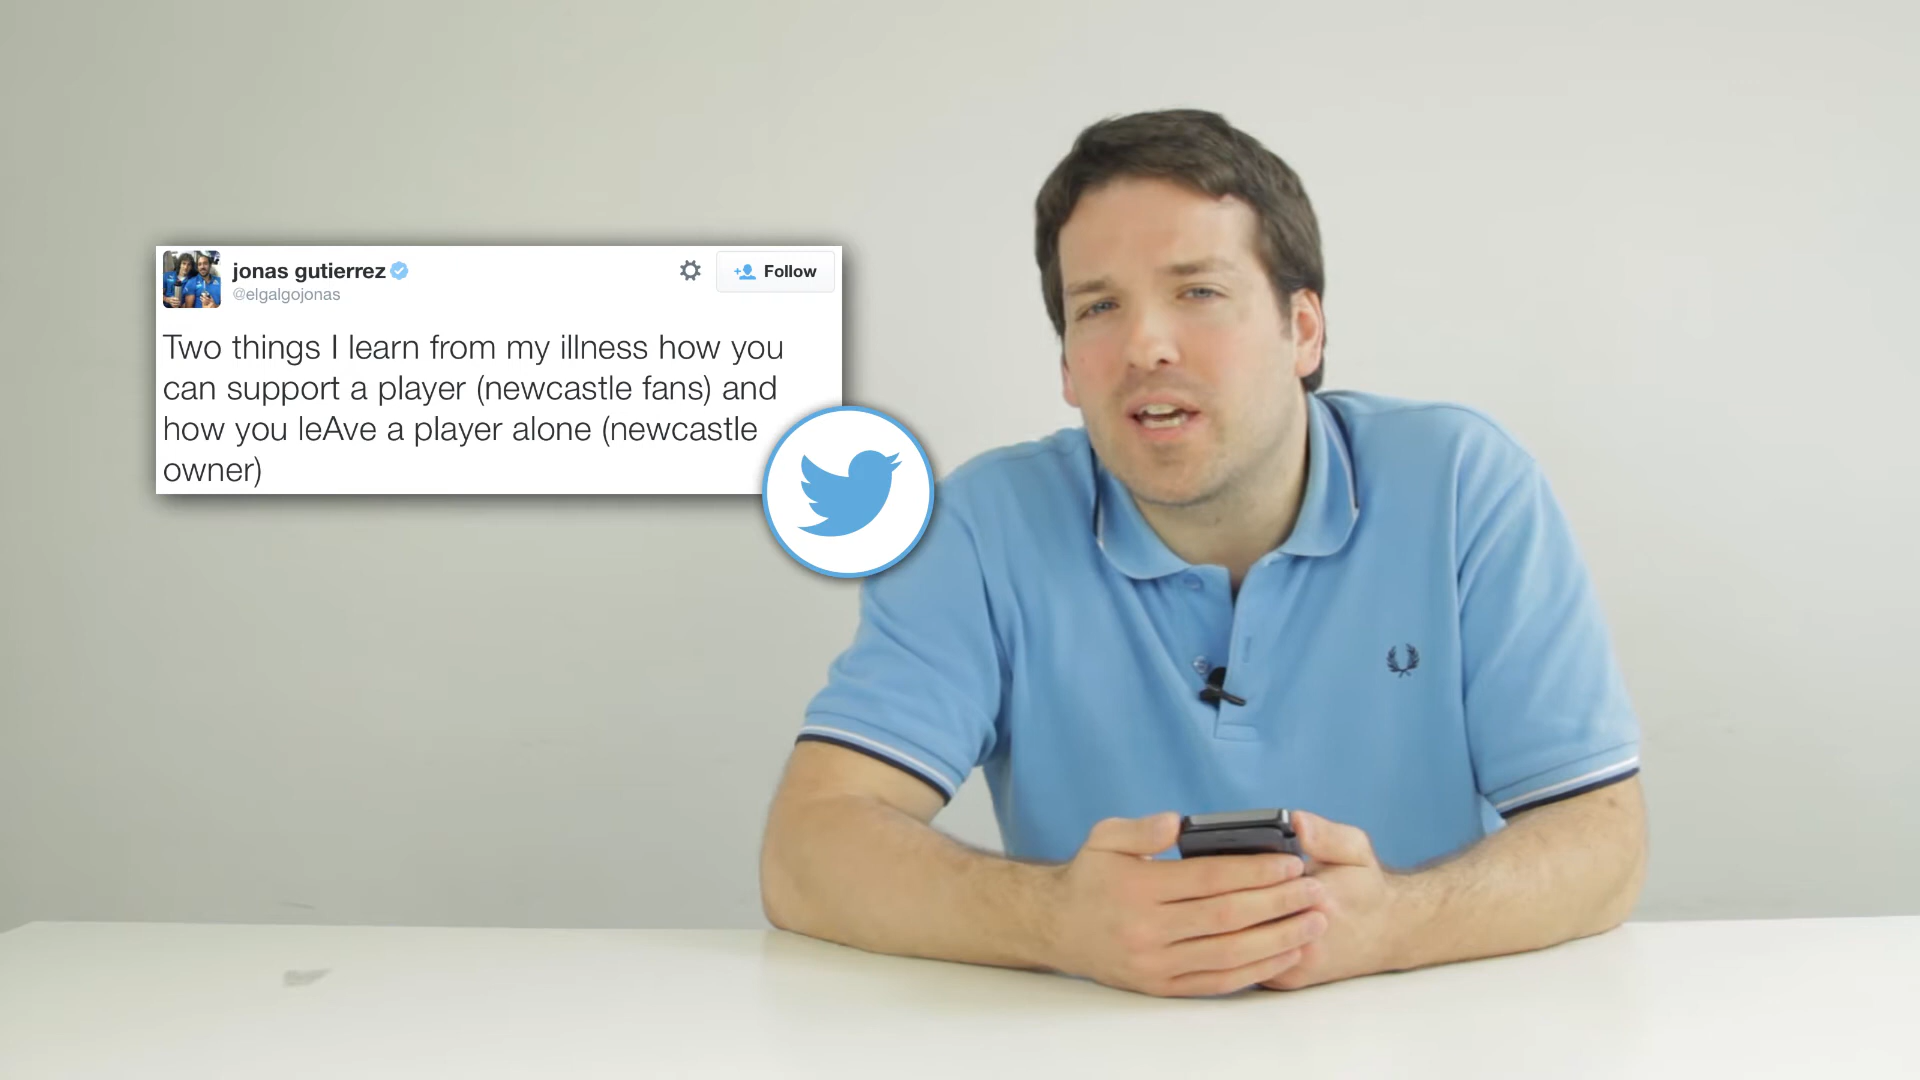 jonas gutierrez
@elgalgojonas
Follow
Two things I learn from my illness how you
can support a player (newcastle fans) and
how you leAve a player alone (newcastle
owner)